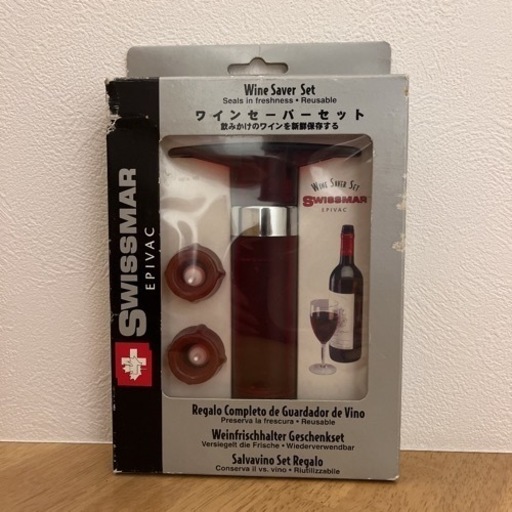 Wine Saver Set
Seals in freshness • Reusable
ワインセーバーセット
飲みかけのワインを新鮮保存する
SWISSMAR
EPIVAC
WINE SAVER SET
SWISSMAR
EPIVAC
Regalo Completo de Guardador de Vino
Preserva la frescura • Reusable
Weinfrischhalter Geschenkset
Versiegelt die Frische • Wiederverwendbar
Salvavino Set Regalo
Conserva il vs. vino • Riutilizzabile